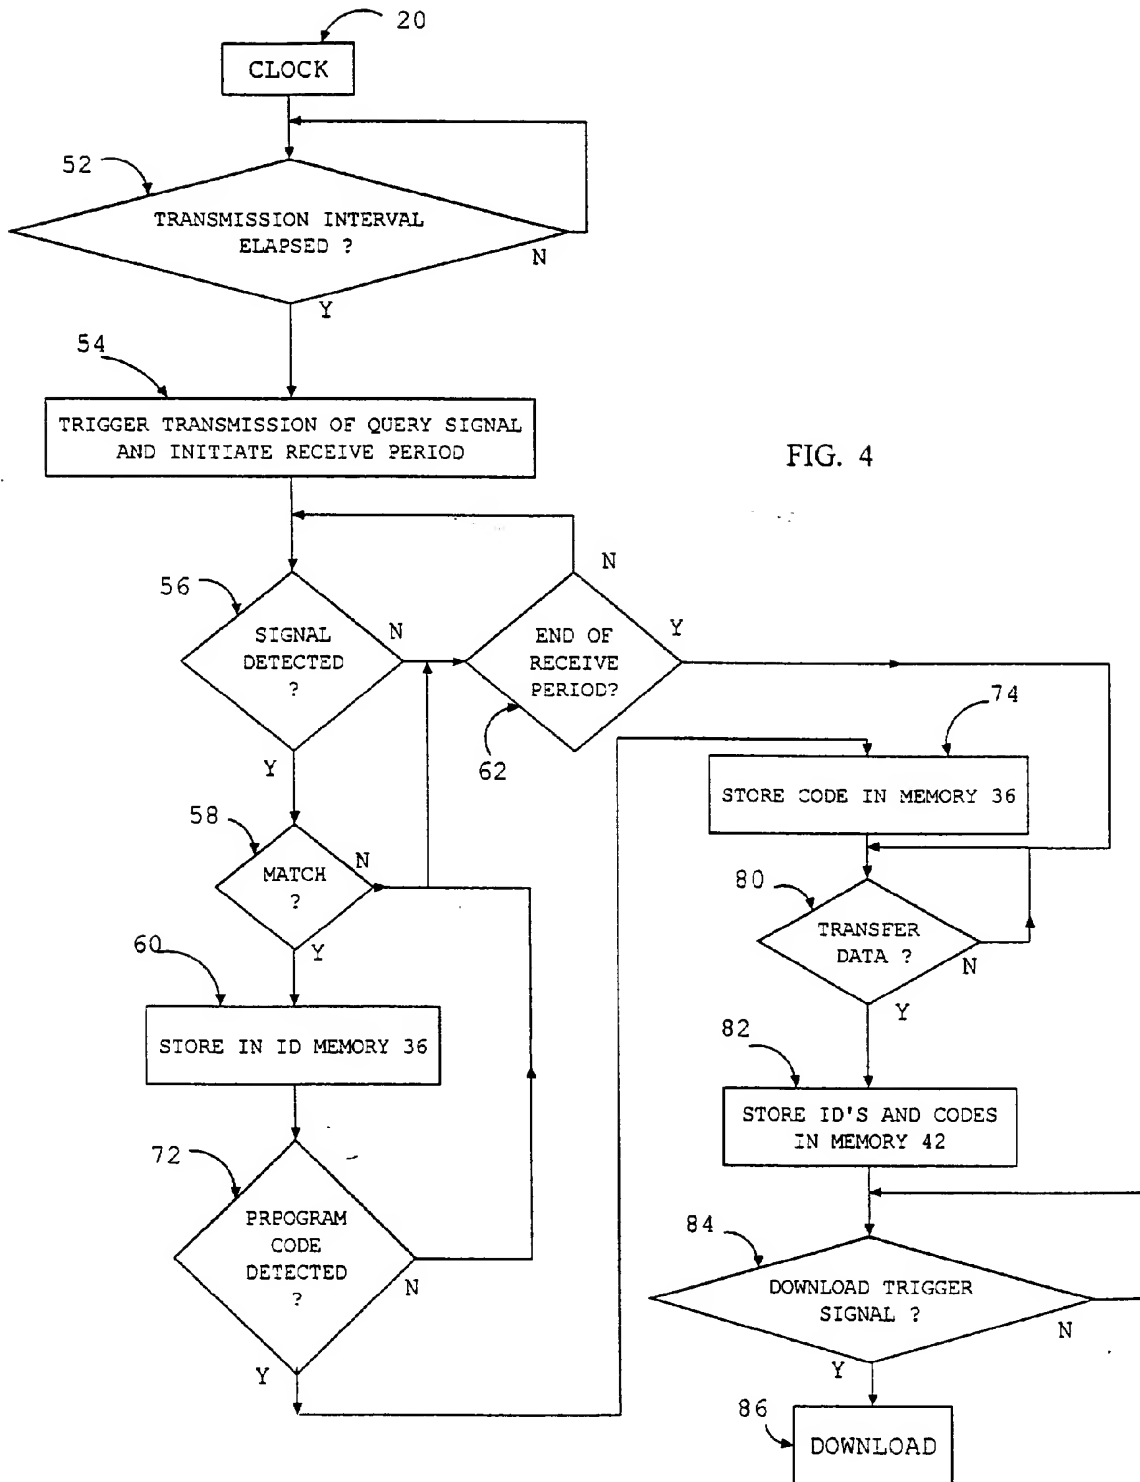 20
CLOCK
52
TRANSMISSION INTERVAL
ELAPSED ?
N
Y
54
TRIGGER TRANSMISSION OF QUERY SIGNAL
AND INITIATE RECEIVE PERIOD
FIG. 4
56
SIGNAL
DETECTED
?
N
Y
END OF
RECEIVE
PERIOD?
N
Y
62
58
MATCH
?
N
Y
60
STORE IN ID MEMORY 36
72
PRPOGRAM
CODE
DETECTED
?
N
Y
74
STORE CODE IN MEMORY 36
80
TRANSFER
DATA ?
N
Y
82
STORE ID'S AND CODES
IN MEMORY 42
84
DOWNLOAD TRIGGER
SIGNAL ?
N
Y
86
DOWNLOAD